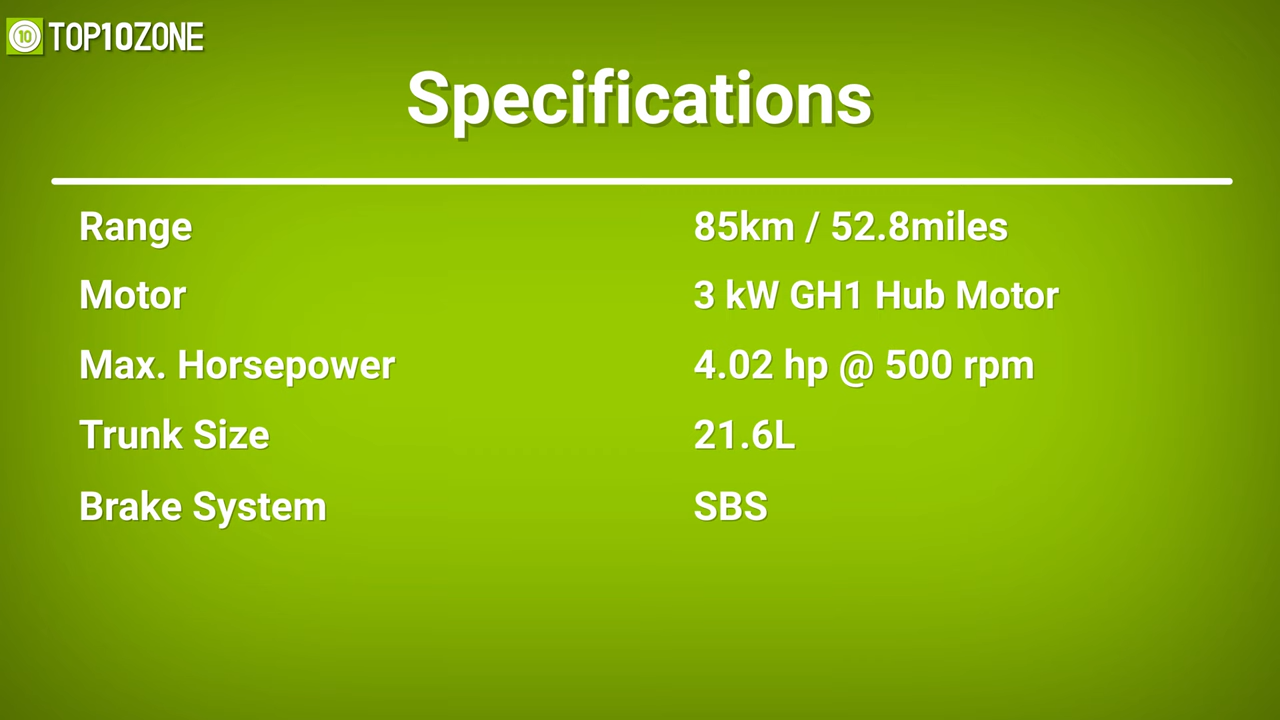 TOP10ZONE
Specifications
Range 85km / 52.8miles
Motor 3 kW GH1 Hub Motor
Max. Horsepower 4.02 hp @ 500 rpm
Trunk Size 21.6L
Brake System SBS